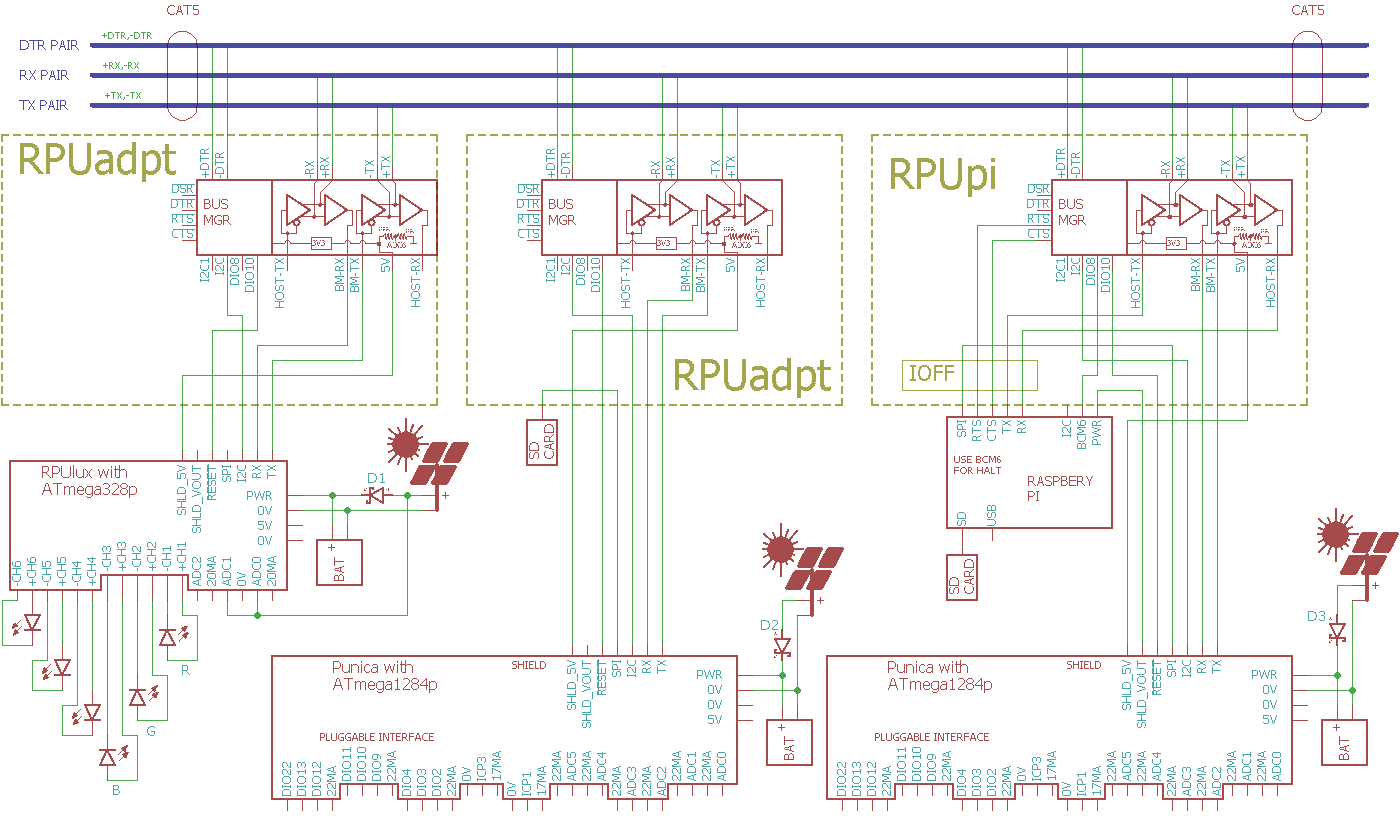 CAT5
CAT5
DTR PAIR
+DTR,-DTR
RX PAIR
+RX,-RX
TX PAIR
+TX,-TX
RPUadpt
+DTR
-DTR
-RX
+RX
-TX
+TX
DSR
DTR
RTS
CTS
BUS
MGR
3V3
ADC6
I2C1
I2C
DIO8
DIO10
HOST-TX
BM-RX
BM-TX
5V
HOST-RX
RPUadpt
+DTR
-DTR
-RX
+RX
-TX
+TX
DSR
DTR
RTS
CTS
BUS
MGR
3V3
ADC6
I2C1
I2C
DIO8
DIO10
HOST-TX
BM-RX
BM-TX
5V
HOST-RX
RPUpi
+DTR
-DTR
-RX
+RX
-TX
+TX
DSR
DTR
RTS
CTS
BUS
MGR
3V3
ADC6
I2C1
I2C
DIO8
DIO10
HOST-TX
BM-RX
BM-TX
5V
HOST-RX
IOFF
SPI
RTS
CTS
TX
RX
I2C
BCM6
PWR
USE BCM6
FOR HALT
RASPBERY
PI
SD
USB
SD
CARD
SD
CARD
RPUlux with
ATmega328p
SHLD_5V
SHLD_VOUT
RESET
SPI
I2C
RX
TX
PWR
0V
5V
0V
-CH6
+CH6
-CH5
+CH5
-CH4
+CH4
-CH3
+CH3
-CH2
+CH2
-CH1
+CH1
ADC2
20MA
ADC1
0V
ADC0
20MA
D1
+
+
BAT
R
G
B
Punica with
ATmega1284p
SHIELD
SHLD_5V
SHLD_VOUT
RESET
SPI
I2C
RX
TX
PWR
0V
0V
5V
PLUGGABLE INTERFACE
DIO22
DIO13
DIO12
22MA
DIO11
DIO10
DIO9
22MA
DIO4
DIO3
DIO2
22MA
0V
ICP3
17MA
0V
ICP1
17MA
22MA
ADC5
22MA
ADC4
22MA
ADC3
22MA
ADC2
22MA
ADC1
22MA
ADC0
D2
+
+
BAT
Punica with
ATmega1284p
SHIELD
SHLD_5V
SHLD_VOUT
RESET
SPI
I2C
RX
TX
PWR
0V
0V
5V
PLUGGABLE INTERFACE
DIO22
DIO13
DIO12
22MA
DIO11
DIO10
DIO9
22MA
DIO4
DIO3
DIO2
22MA
0V
ICP3
17MA
0V
ICP1
17MA
22MA
ADC5
22MA
ADC4
22MA
ADC3
22MA
ADC2
22MA
ADC1
22MA
ADC0
D3
+
+
BAT